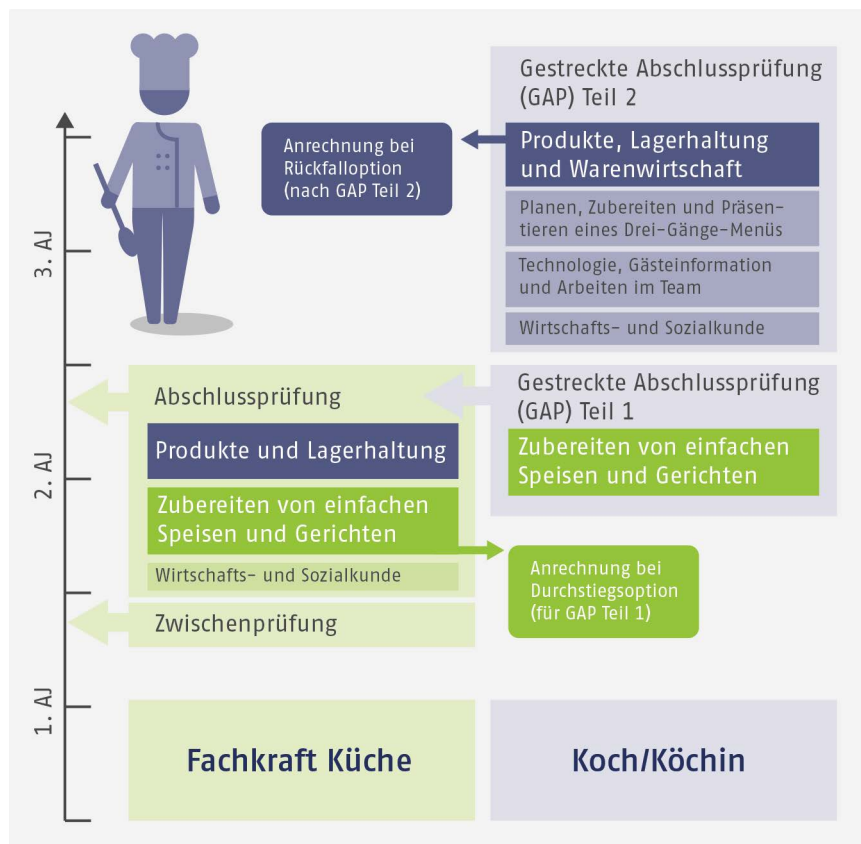 Gestreckte Abschlussprüfung
(GAP) Teil 2
Anrechnung bei
Rückfalloption
(nach GAP Teil 2)
Produkte, Lagerhaltung
und Warenwirtschaft
Planen, Zubereiten und Präsen-
tieren eines Drei-Gänge-Menüs
Technologie, Gästeinformation
und Arbeiten im Team
Wirtschafts- und Sozialkunde
3. AJ
Abschlussprüfung
Produkte und Lagerhaltung
Zubereiten von einfachen
Speisen und Gerichten
Wirtschafts- und Sozialkunde
Gestreckte Abschlussprüfung
(GAP) Teil 1
Zubereiten von einfachen
Speisen und Gerichten
2. AJ
Anrechnung bei
Durchstiegsoption
(für GAP Teil 1)
Zwischenprüfung
1. AJ
Fachkraft Küche
Koch/Köchin